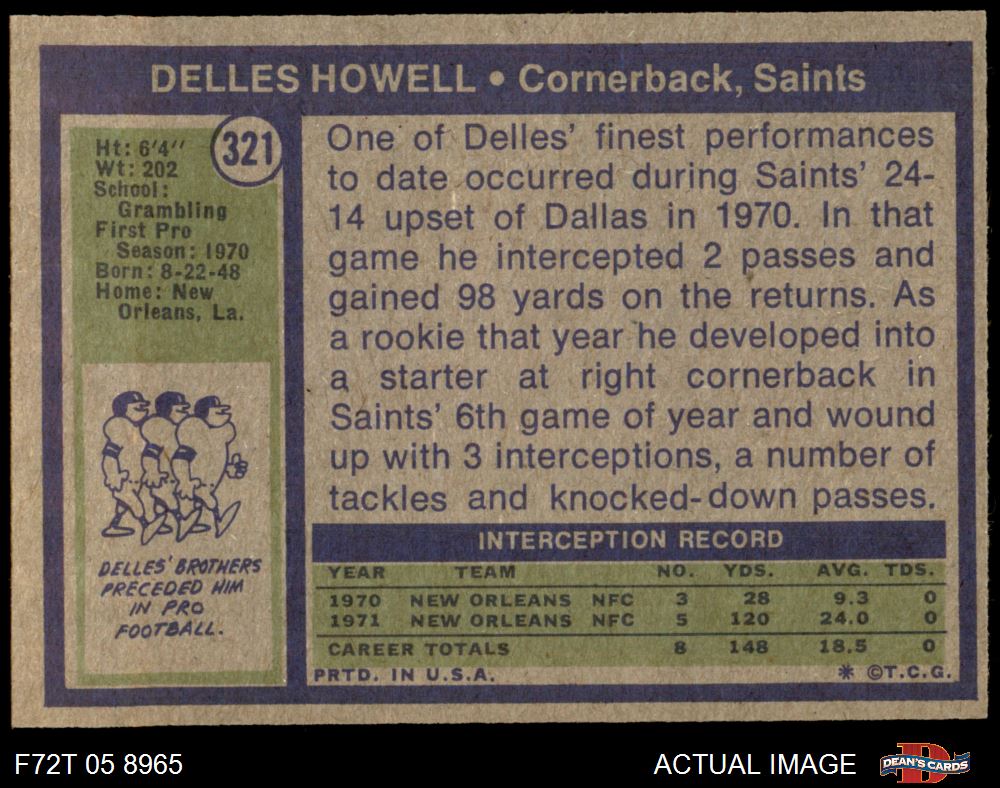 DELLES HOWELL • Cornerback, Saints
321
Ht: 6'4''
Wt: 202
School:
Grambling
First Pro
Season: 1970
Born: 8-22-48
Home: New
Orleans, La.
DELLES' BROTHERS
PRECEDED HIM
IN PRO
FOOTBALL.
One of Delles' finest performances
to date occurred during Saints' 24-
14 upset of Dallas in 1970. In that
game he intercepted 2 passes and
gained 98 yards on the returns. As
a rookie that year he developed into
a starter at right cornerback in
Saints' 6th game of year and wound
up with 3 interceptions, a number of
tackles and knocked-down passes.
INTERCEPTION RECORD
YEAR TEAM NO. YDS. AVG. TDS.
1970 NEW ORLEANS NFC 3 28 9.3 0
1971 NEW ORLEANS NFC 5 120 24.0 0
CAREER TOTALS 8 148 18.5 0
PRTD. IN U.S.A. * ©T.C.G.
F72T 05 8965 ACTUAL IMAGE DEAN'S CARDS